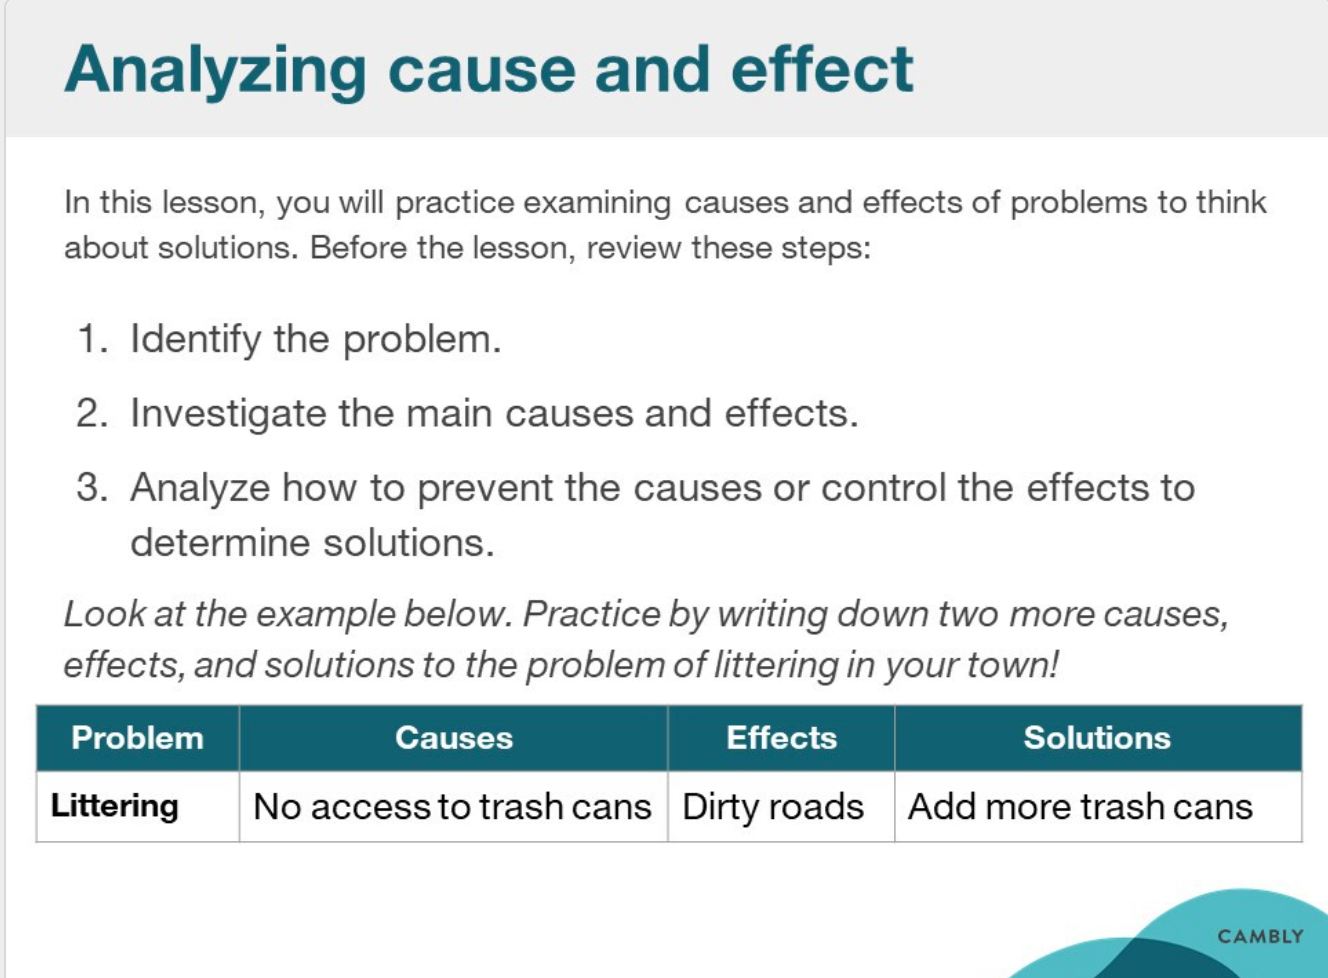 Analyzing cause and effect
In this lesson, you will practice examining causes and effects of problems to think
about solutions. Before the lesson, review these steps:
1. Identify the problem.
2. Investigate the main causes and effects.
3. Analyze how to prevent the causes or control the effects to
determine solutions.
Look at the example below. Practice by writing down two more causes,
effects, and solutions to the problem of littering in your town!
Problem Causes Effects Solutions
Littering No access to trash cans Dirty roads Add more trash cans
CAMBLY